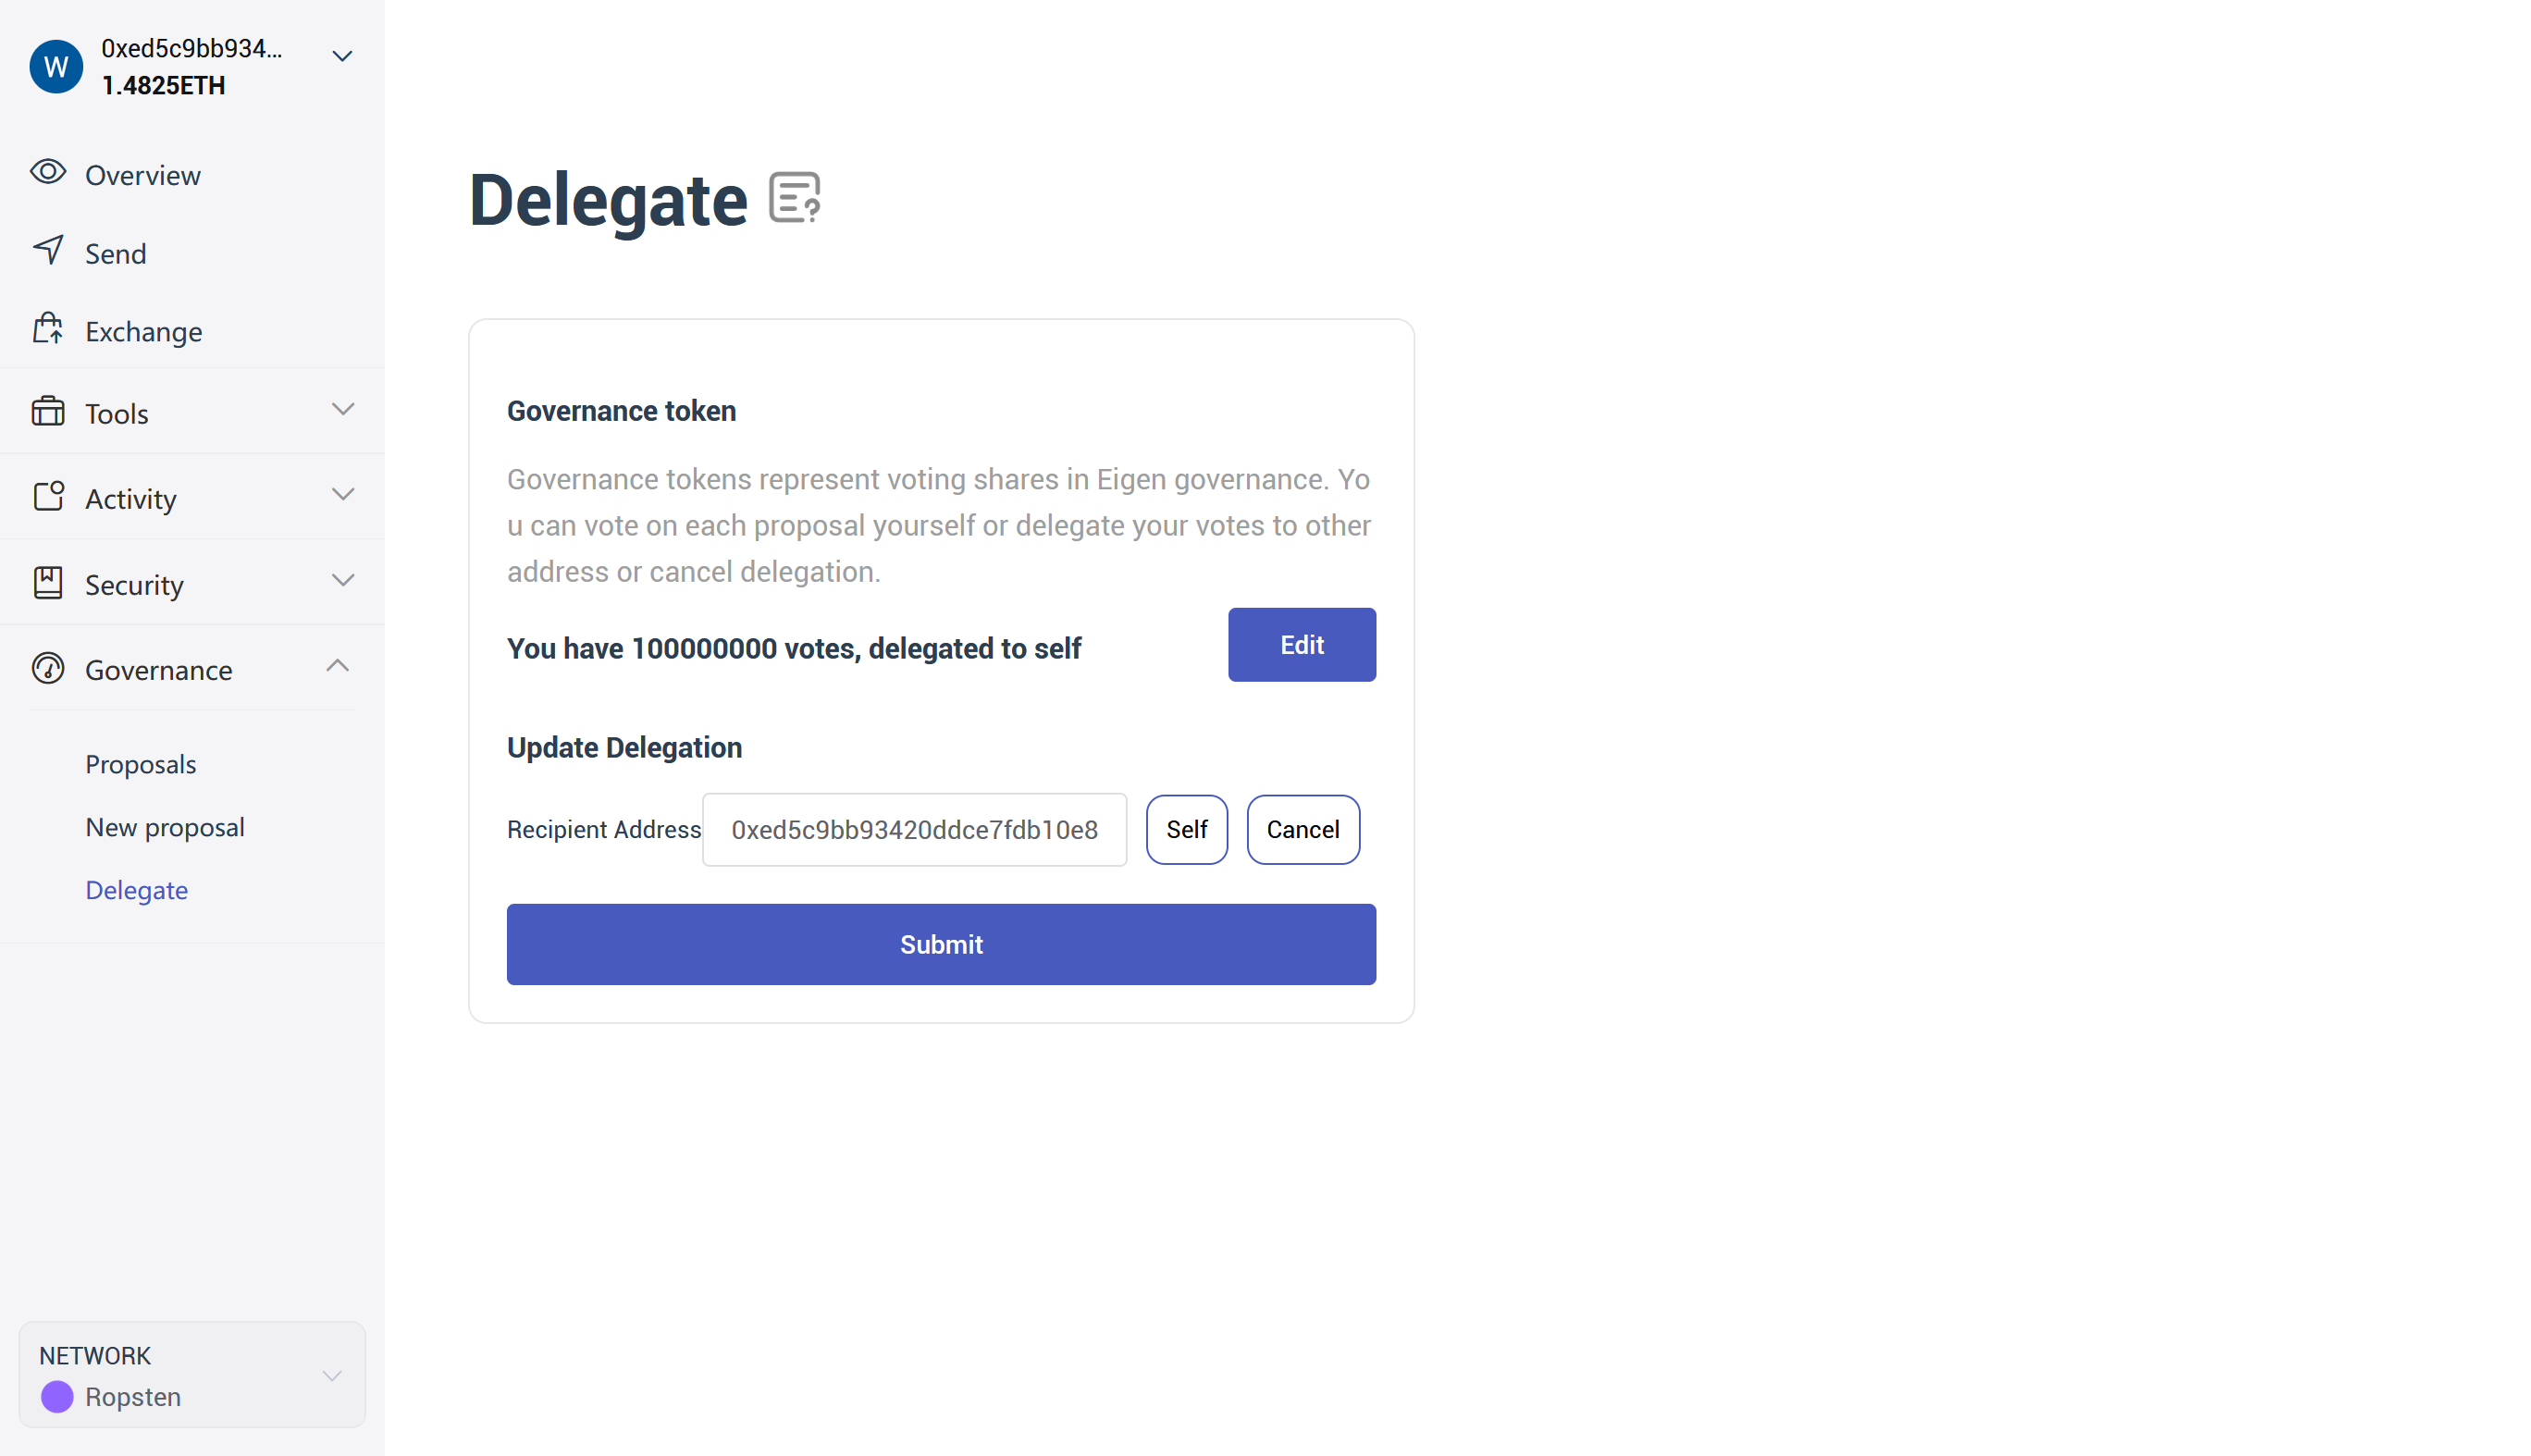 W
0xed5c9bb934...
1.4825ETH
Overview
Send
Exchange
Tools
Activity
Security
Governance
Proposals
New proposal
Delegate
NETWORK
Ropsten
Delegate
Governance token
Governance tokens represent voting shares in Eigen governance. Yo
u can vote on each proposal yourself or delegate your votes to other
address or cancel delegation.
You have 100000000 votes, delegated to self
Edit
Update Delegation
Recipient Address
0xed5c9bb93420ddce7fdb10e8
Self
Cancel
Submit